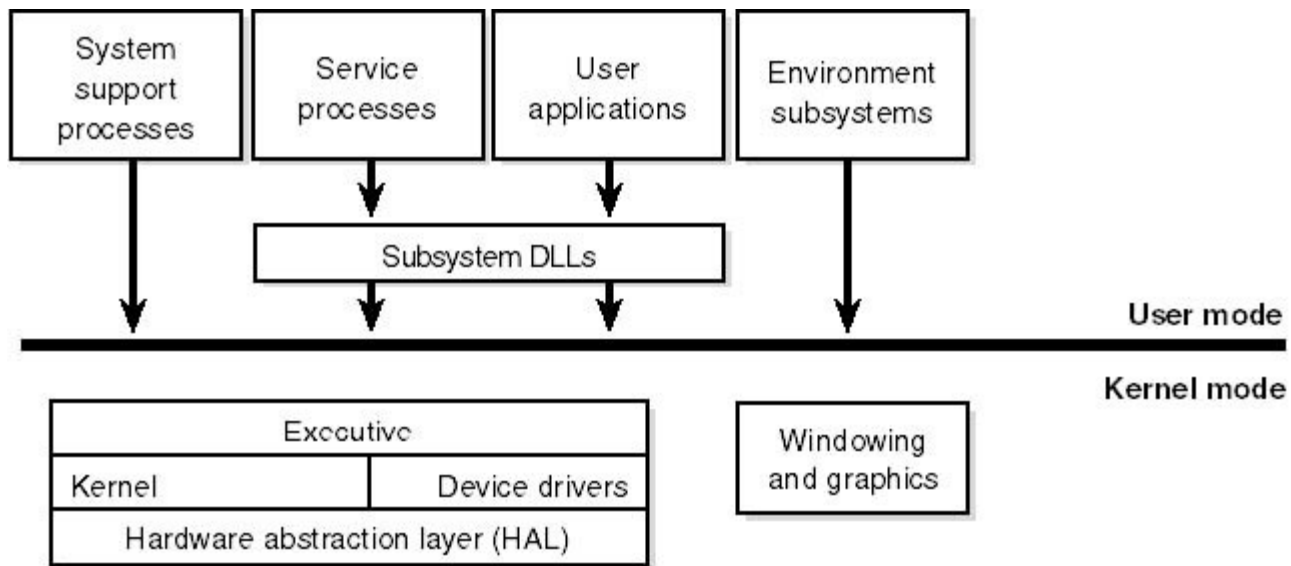 System
support
processes
Service
processes
User
applications
Environment
subsystems
Subsystem DLLs
User mode
Kernel mode
Executive
Kernel
Device drivers
Hardware abstraction layer (HAL)
Windowing
and graphics